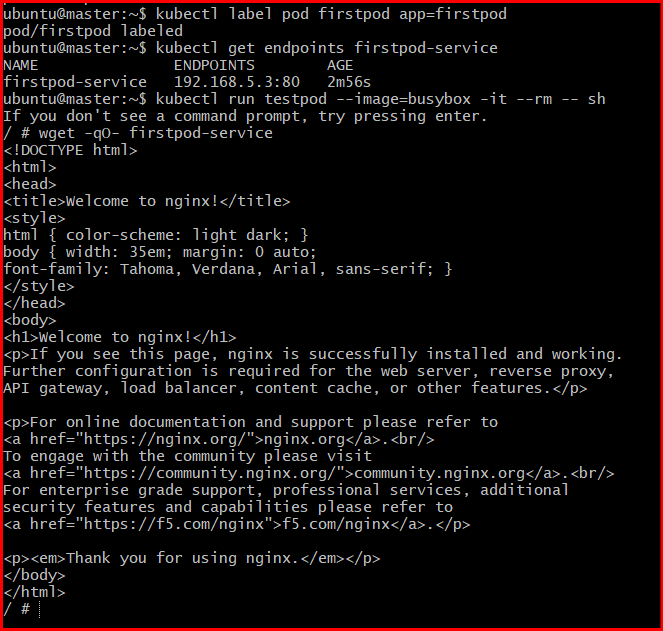 ubuntu@master:~$ kubectl label pod firstpod app=firstpod
pod/firstpod labeled
ubuntu@master:~$ kubectl get endpoints firstpod-service
NAME               ENDPOINTS        AGE
firstpod-service   192.168.5.3:80   2m56s
ubuntu@master:~$ kubectl run testpod --image=busybox -it --rm -- sh
If you don't see a command prompt, try pressing enter.
/ # wget -qO- firstpod-service
<!DOCTYPE html>
<html>
<head>
<title>Welcome to nginx!</title>
<style>
html { color-scheme: light dark; }
body { width: 35em; margin: 0 auto;
font-family: Tahoma, Verdana, Arial, sans-serif; }
</style>
</head>
<body>
<h1>Welcome to nginx!</h1>
<p>If you see this page, nginx is successfully installed and working.
Further configuration is required for the web server, reverse proxy,
API gateway, load balancer, content cache, or other features.</p>

<p>For online documentation and support please refer to
<a href="https://nginx.org/">nginx.org</a>.<br/>
To engage with the community please visit
<a href="https://community.nginx.org/">community.nginx.org</a>.<br/>
For enterprise grade support, professional services, additional
security features and capabilities please refer to
<a href="https://f5.com/nginx">f5.com/nginx</a>.</p>

<p><em>Thank you for using nginx.</em></p>
</body>
</html>
/ #